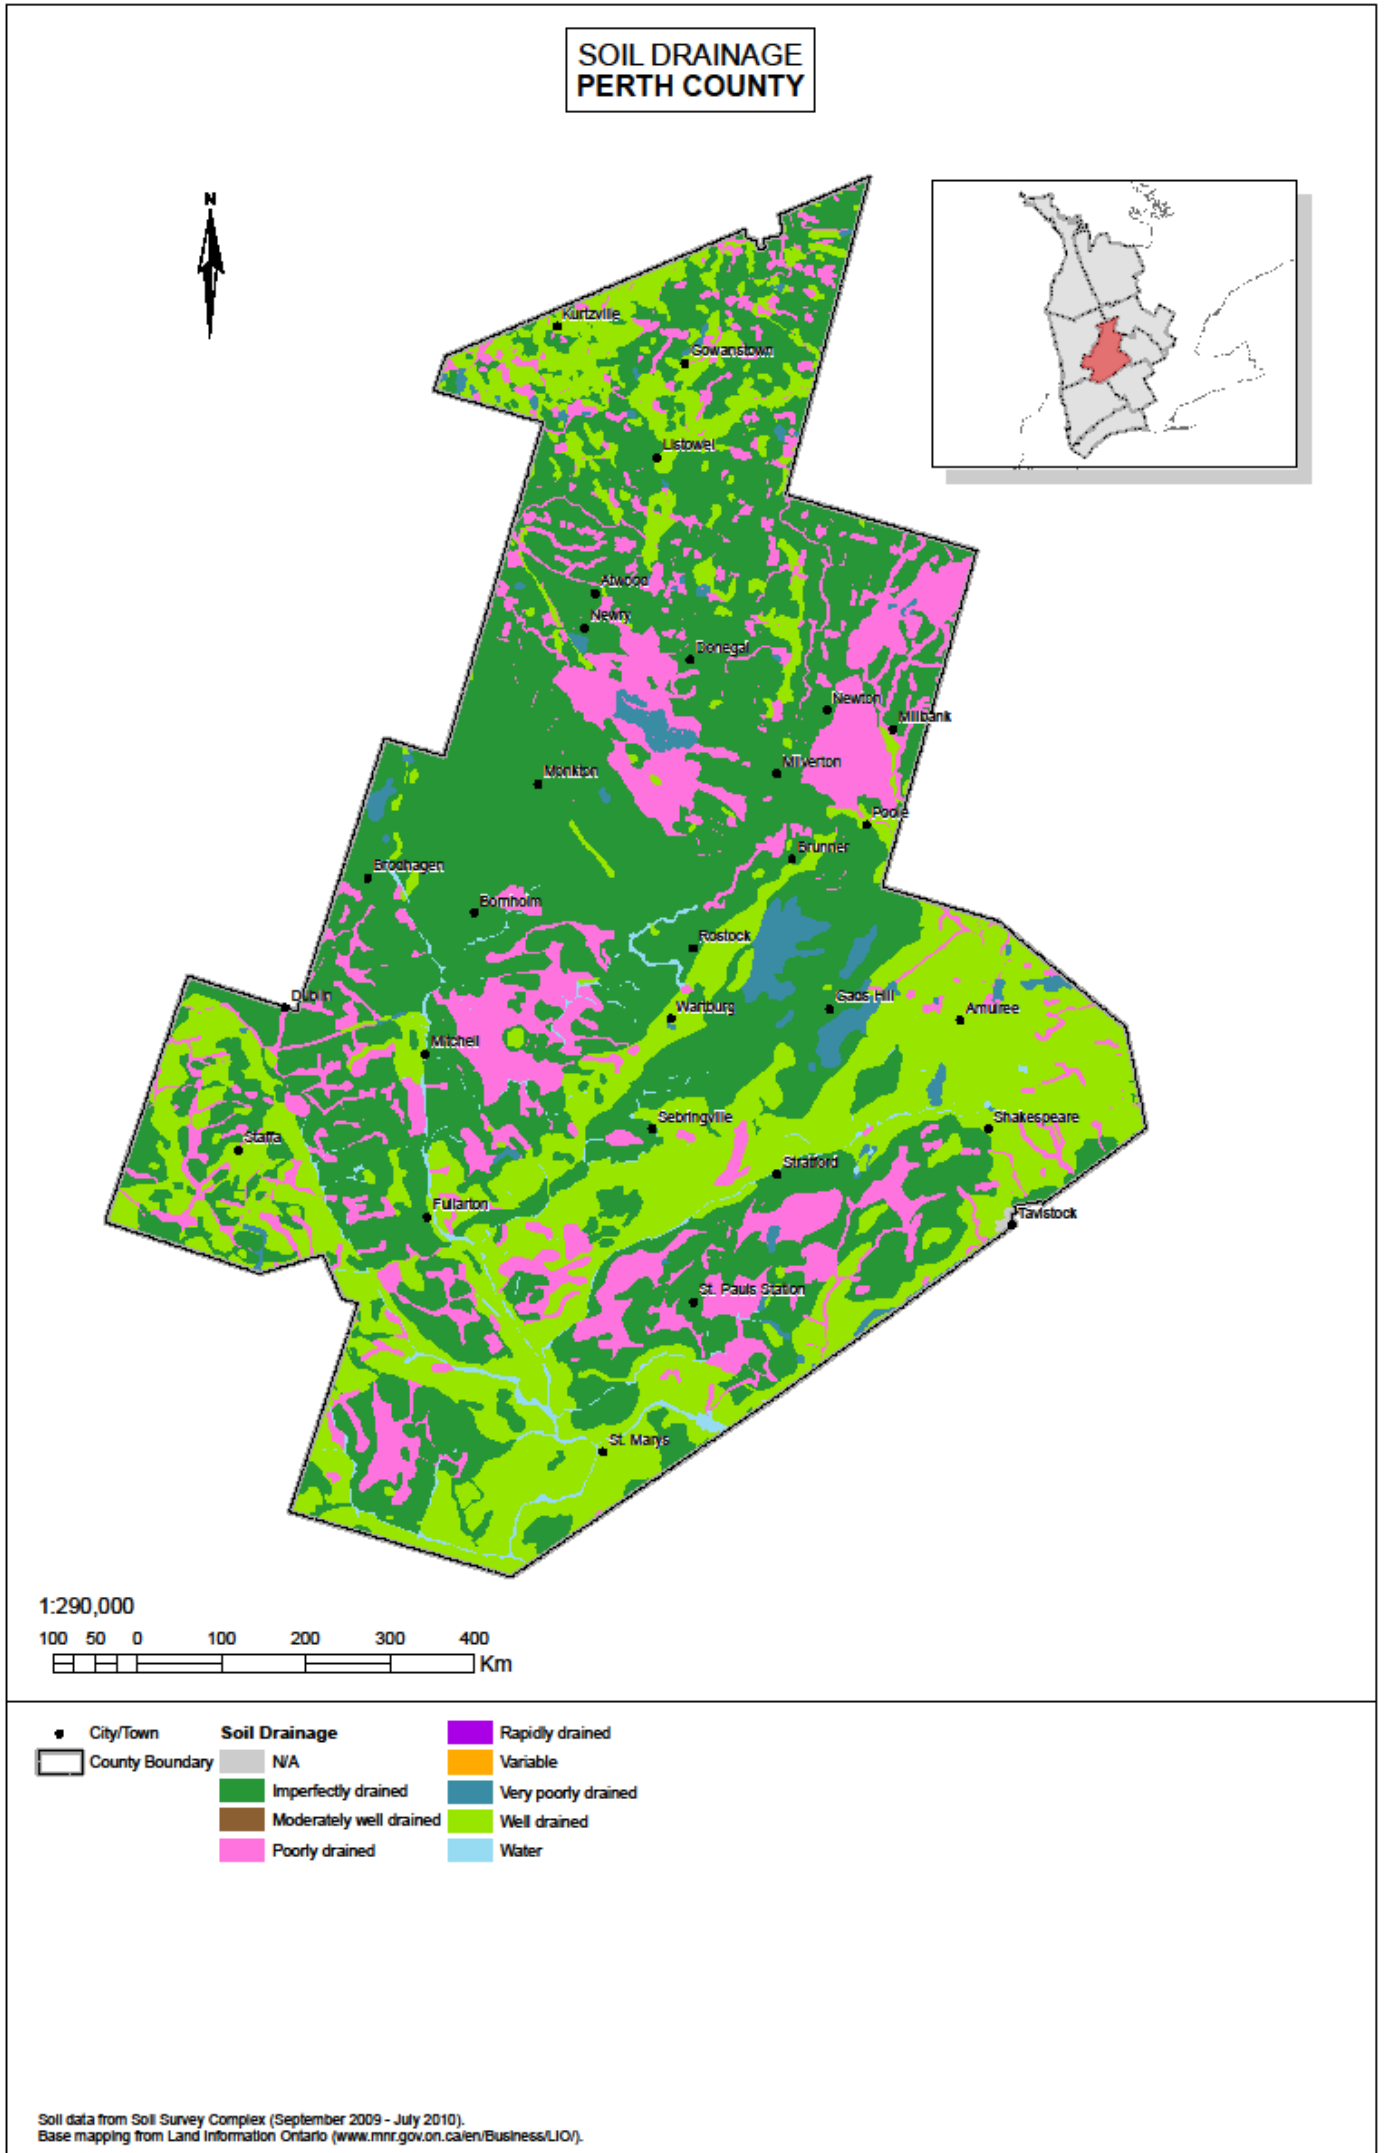 SOIL DRAINAGE
PERTH COUNTY
N
Kurtzville
Gowanstown
Listowel
Atwood
Newry
Donegal
Newton
Millbank
Milverton
Monkton
Poole
Brunner
Brodhagen
Bornholm
Rostock
Dublin
Gads Hill
Wartburg
Amulree
Mitchell
Sebringville
Shakespeare
Staffa
Stratford
Fullarton
Tavistock
St. Pauls Station
St. Marys
1:290,000
100 50 0 100 200 300 400
Km
City/Town
County Boundary
Soil Drainage
N/A
Imperfectly drained
Moderately well drained
Poorly drained
Rapidly drained
Variable
Very poorly drained
Well drained
Water
Soil data from Soil Survey Complex (September 2009 - July 2010).
Base mapping from Land Information Ontario (www.mnr.gov.on.ca/en/Business/LIO/).